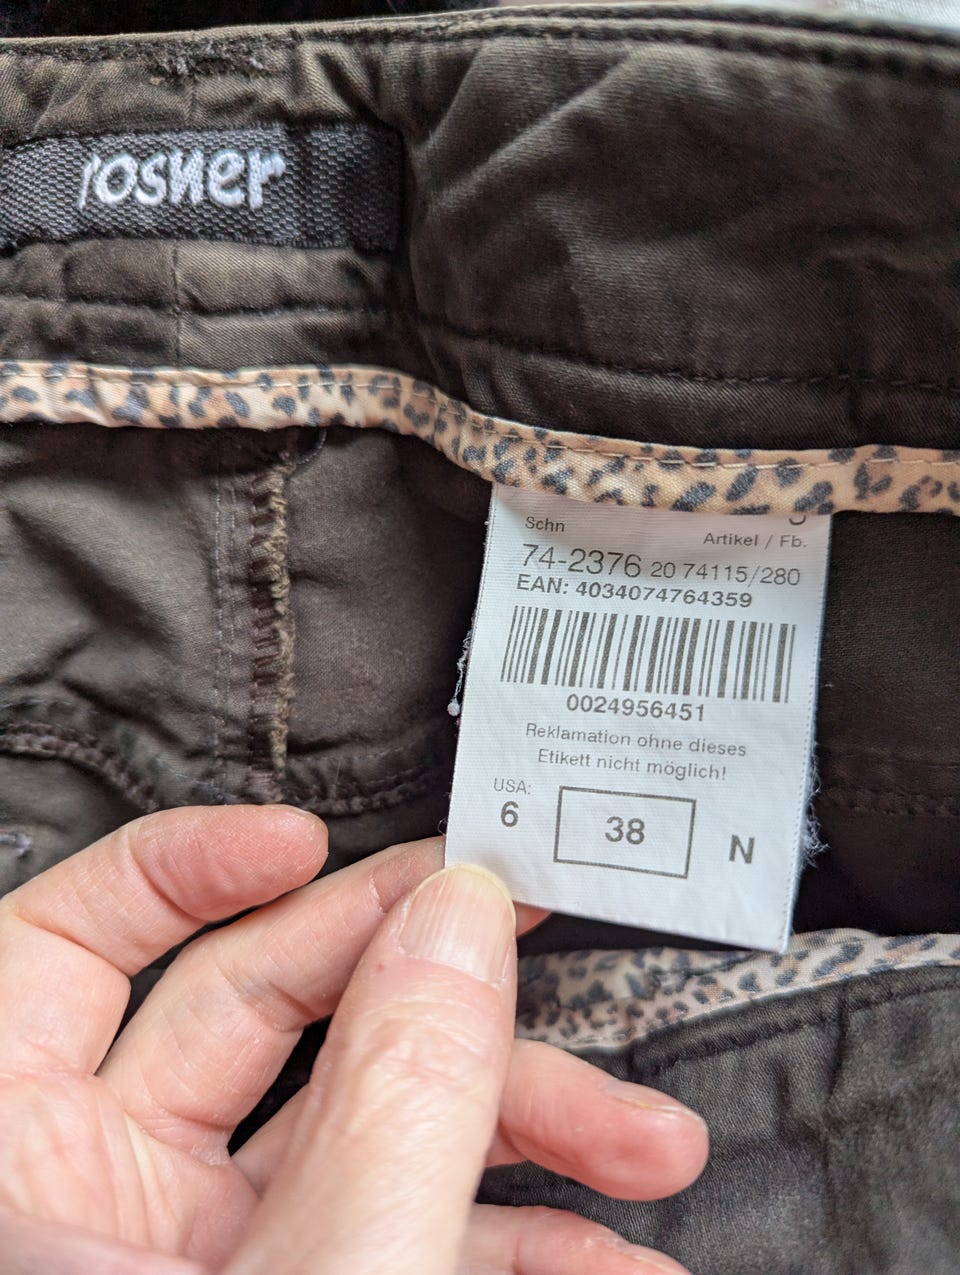 rosner
Schn
Artikel / Fb.
74-2376 20 74115/280
EAN: 4034074764359
0024956451
Reklamation ohne dieses
Etikett nicht möglich!
USA:
6 38 N